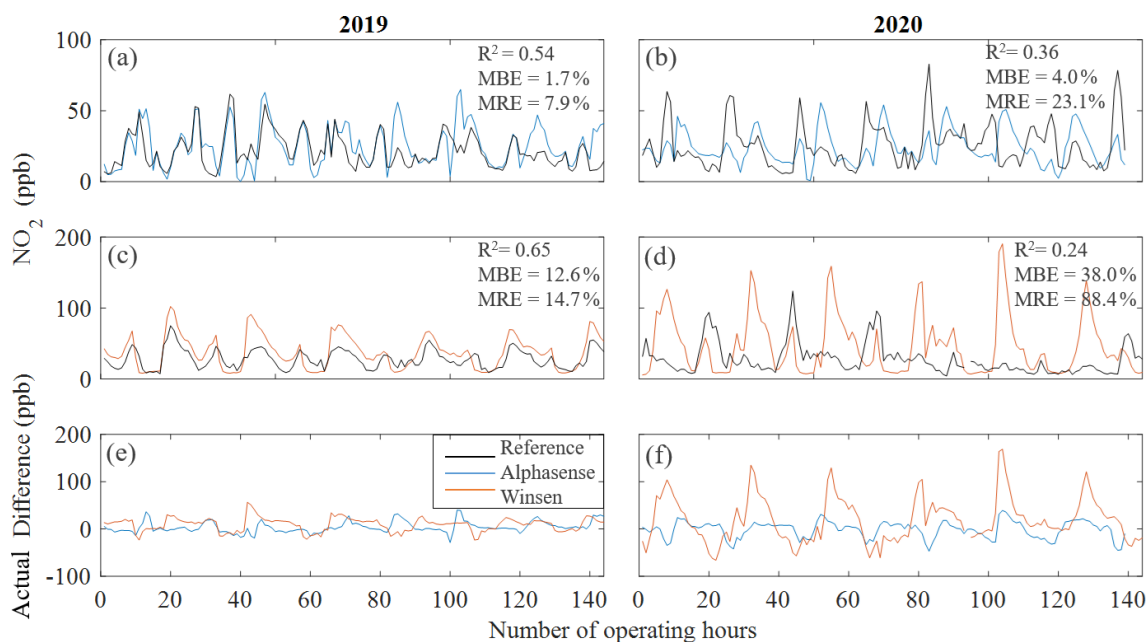 2019
2020
(a)
R² = 0.54
MBE = 1.7%
MRE = 7.9%
100
50
0
(b)
R² = 0.36
MBE = 4.0%
MRE = 23.1%
NO₂ (ppb)
(c)
R²= 0.65
MBE = 12.6%
MRE = 14.7%
200
100
0
(d)
R²= 0.24
MBE = 38.0%
MRE = 88.4%
Actual Difference (ppb)
(e)
Reference
Alphasense
Winsen
200
100
0
-100
(f)
0 20 40 60 80 100 120 140
0 20 40 60 80 100 120 140
Number of operating hours